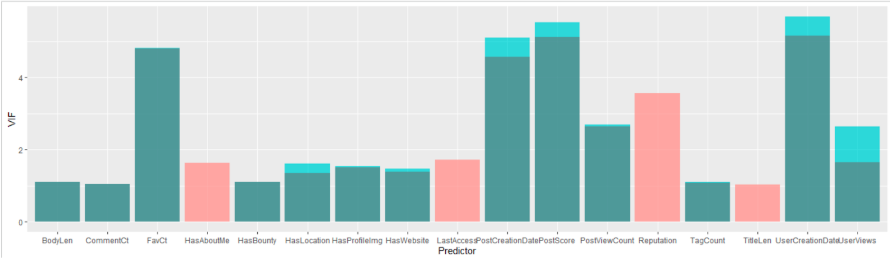 VIF
4
2
0
BodyLen CommentCt FavCt HasAboutMe HasBounty HasLocation HasProfileImg HasWebsite LastAccess PostCreationDate PostScore PostViewCount Reputation TagCount TitleLen UserCreationDate UserViews
Predictor